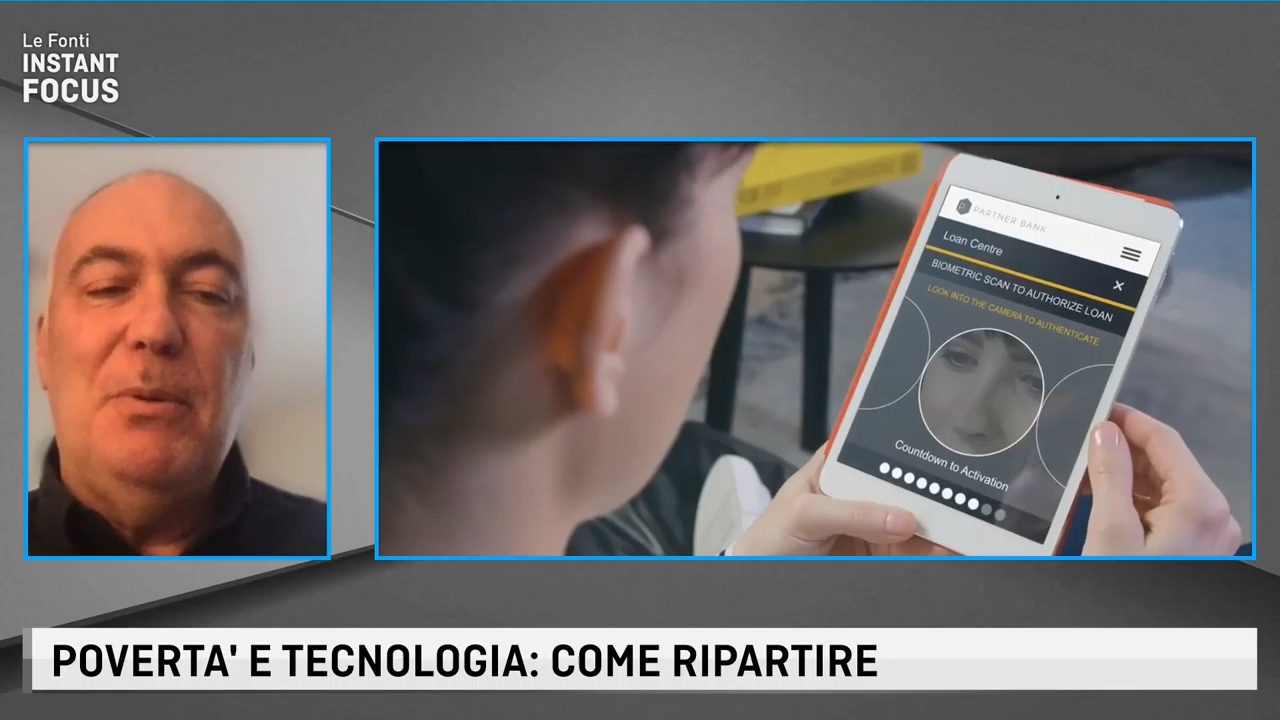 Le Fonti
INSTANT
FOCUS
PARTNER BANK
Loan Centre
BIOMETRIC SCAN TO AUTHORIZE LOAN
LOOK INTO THE CAMERA TO AUTHENTICATE
Countdown to Activation
POVERTA' E TECNOLOGIA: COME RIPARTIRE